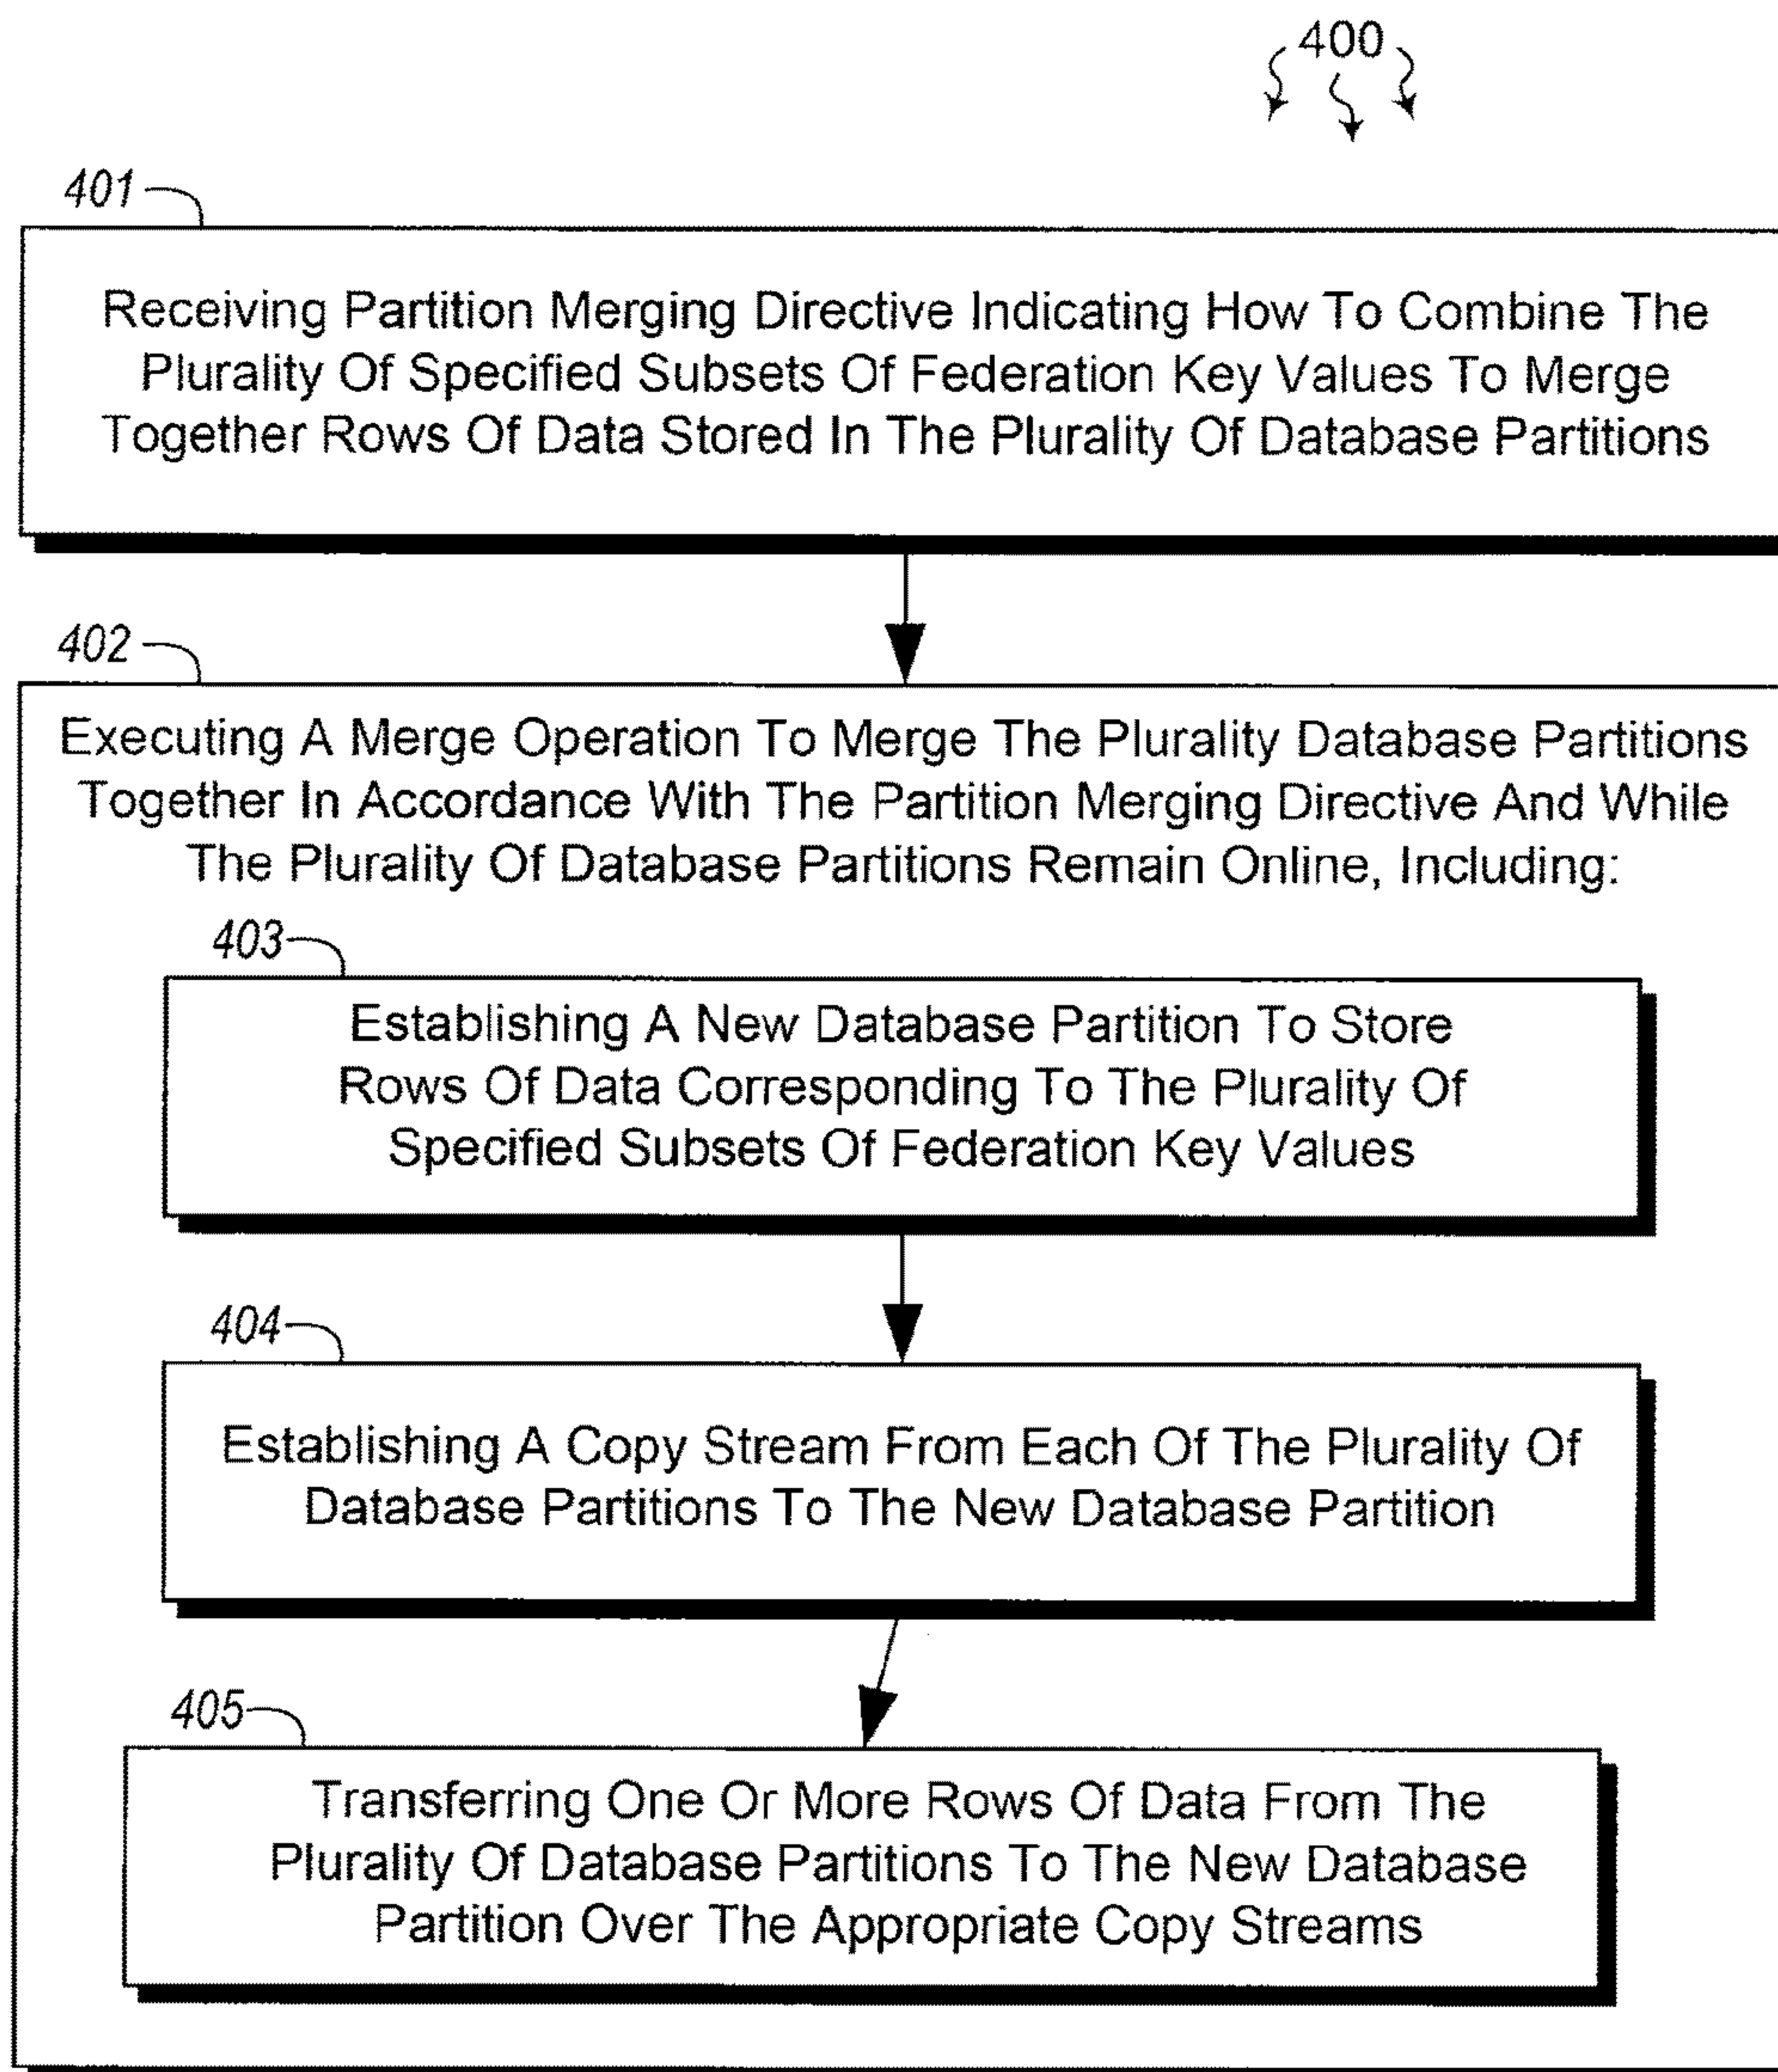 400
401
Receiving Partition Merging Directive Indicating How To Combine The
Plurality Of Specified Subsets Of Federation Key Values To Merge
Together Rows Of Data Stored In The Plurality Of Database Partitions
402
Executing A Merge Operation To Merge The Plurality Database Partitions
Together In Accordance With The Partition Merging Directive And While
The Plurality Of Database Partitions Remain Online, Including:
403
Establishing A New Database Partition To Store
Rows Of Data Corresponding To The Plurality Of
Specified Subsets Of Federation Key Values
404
Establishing A Copy Stream From Each Of The Plurality Of
Database Partitions To The New Database Partition
405
Transferring One Or More Rows Of Data From The
Plurality Of Database Partitions To The New Database
Partition Over The Appropriate Copy Streams